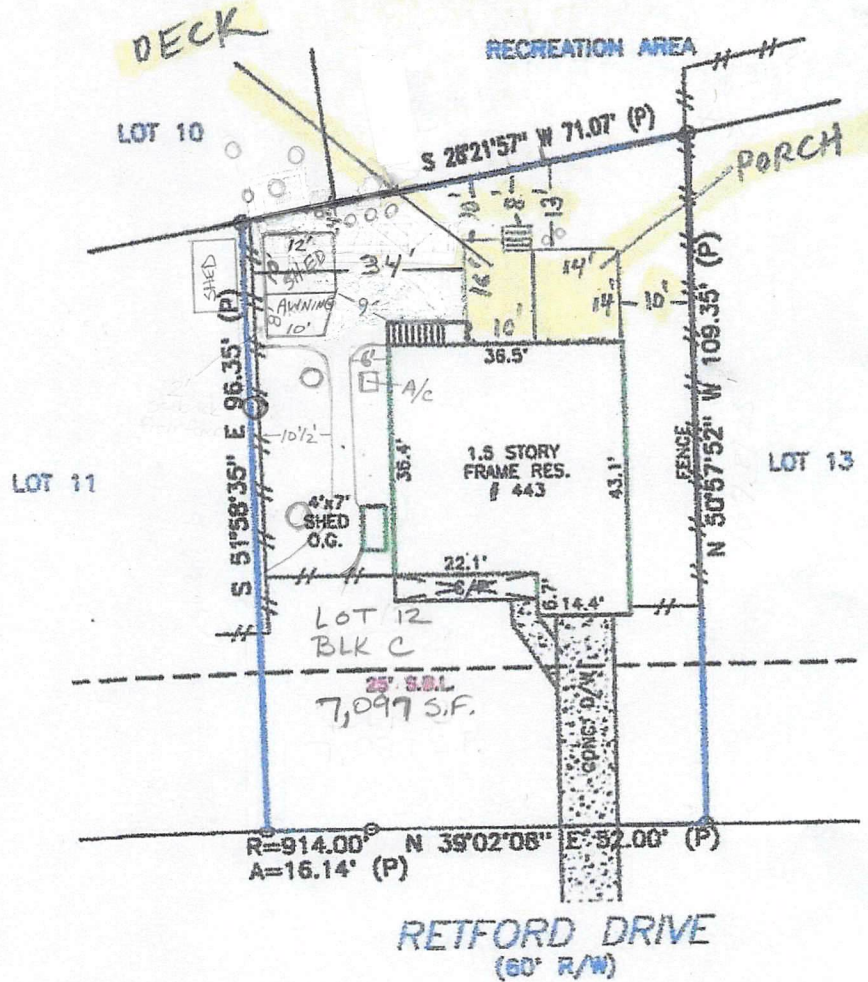 DECK
RECREATION AREA
LOT 10
S 26°21'57" W 71.07' (P)
PORCH
10'
8'
13'
12'
SHED
SHED
34'
16'
14'
14'
10'
10'
AWNING
8'
10'
9'
36.5'
6'
A/C
S 51°58'35" E 96.35' (P)
10 1/2'
36.4'
1.5 STORY
FRAME RES.
# 443
43.1'
FENCE
N 50°57'52" W 109.35' (P)
LOT 11
LOT 13
4'x7'
SHED
O.G.
22.1'
6.7'
14.4'
LOT 12
BLK C
25' S.B.L.
7,097 S.F.
CONC. D/W
R=914.00' N 39°02'08" E 52.00' (P)
A=16.14' (P)
RETFORD DRIVE
(60' R/W)